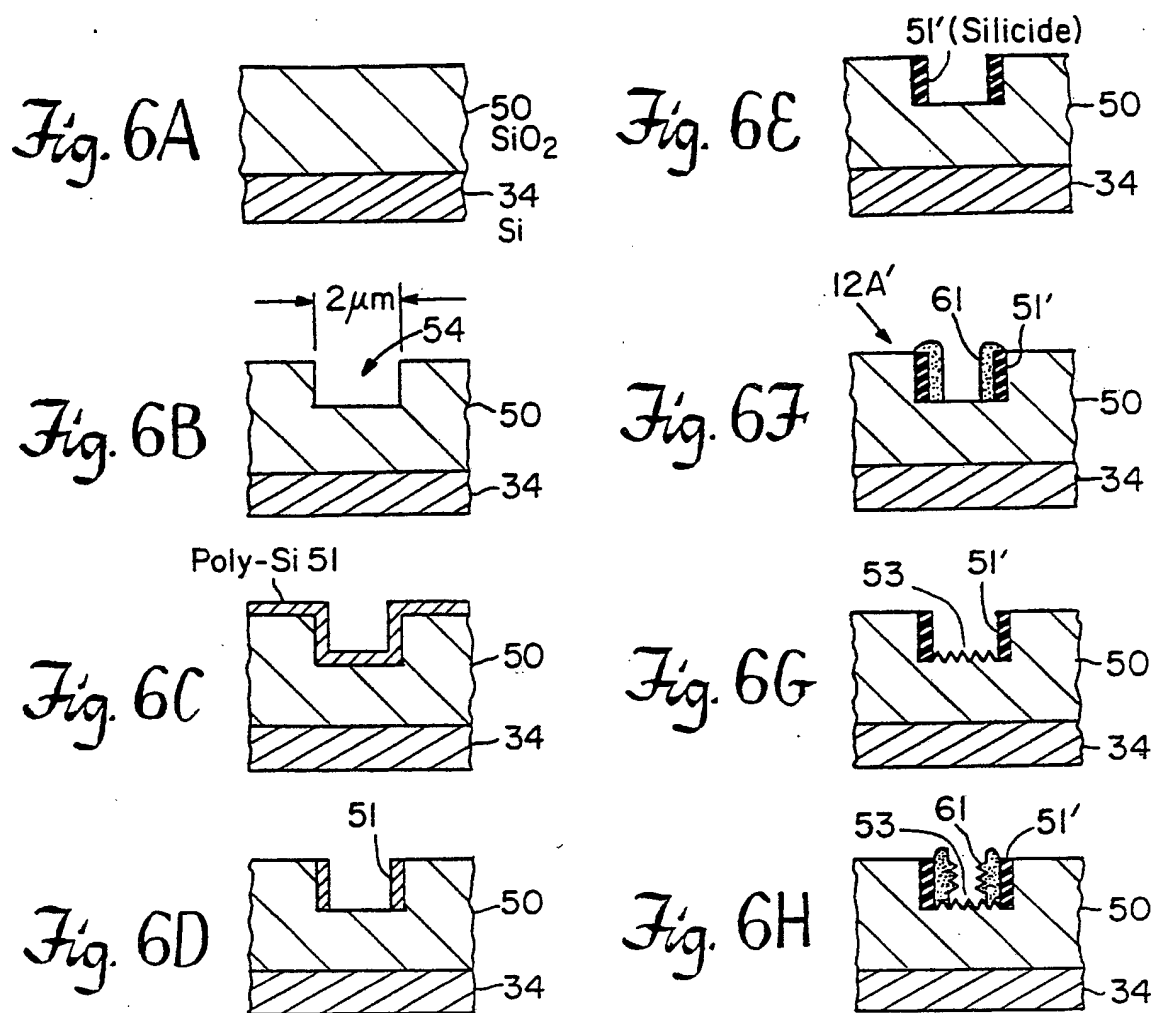 Fig. 6A
50
SiO2
34
Si
Fig. 6B
2μm
54
50
34
Fig. 6C
Poly-Si 51
50
34
Fig. 6D
51
50
34
Fig. 6E
51' (Silicide)
50
34
Fig. 6F
12A'
61
51'
50
34
Fig. 6G
53
51'
50
34
Fig. 6H
53
61
51'
50
34